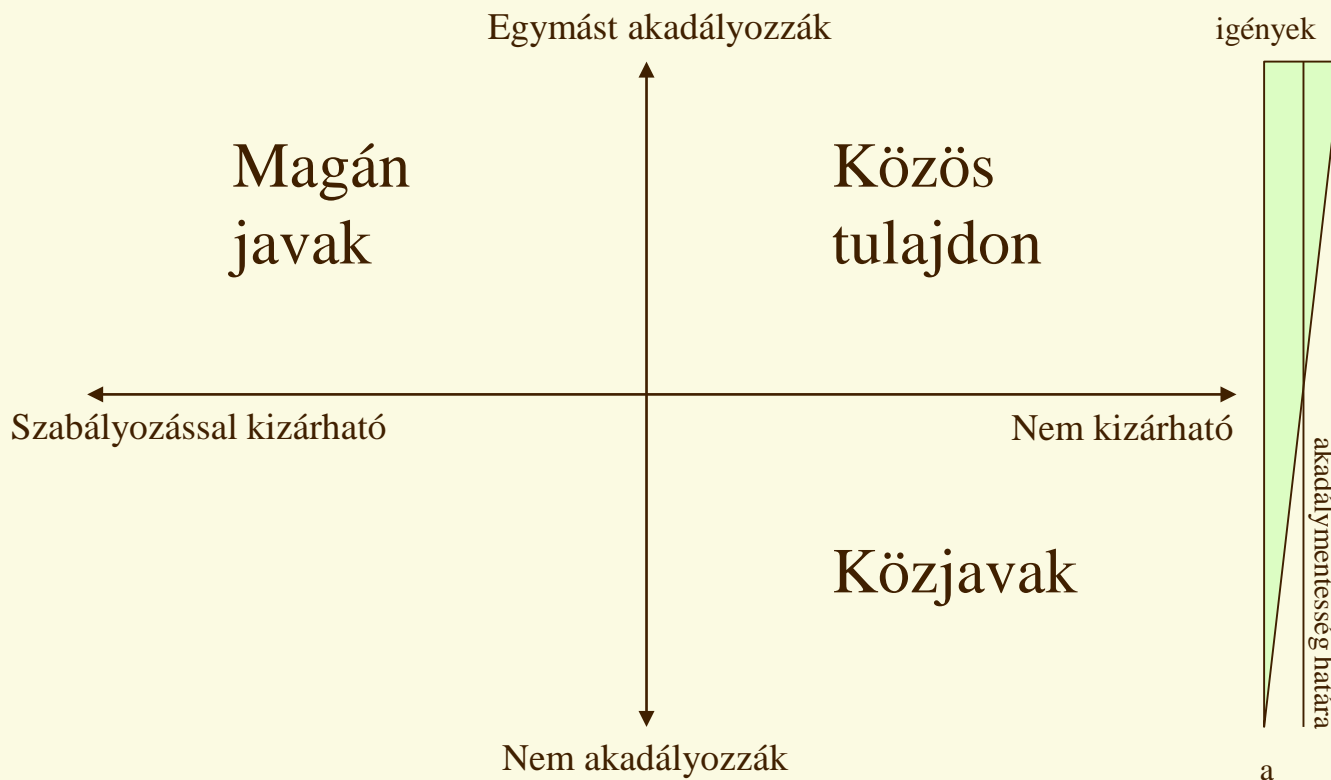 Egymást akadályozzák
igények
Magán
javak
Közös
tulajdon
Szabályozással kizárható
Nem kizárható
akadálymentesség határa
Közjavak
Nem akadályozzák
a